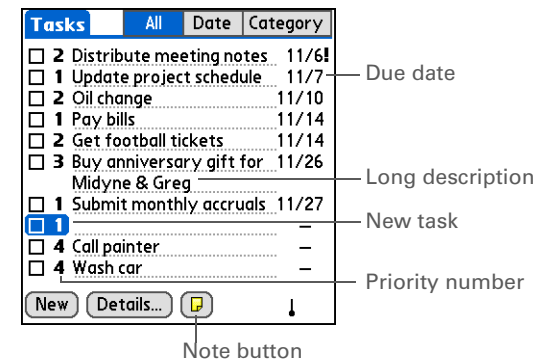 Tasks All Date Category
2 Distribute meeting notes 11/6!
1 Update project schedule 11/7
Due date
2 Oil change 11/10
1 Pay bills 11/14
2 Get football tickets 11/14
3 Buy anniversary gift for 11/26
Midyne & Greg
Long description
1 Submit monthly accruals 11/27
1 –
New task
4 Call painter –
4 Wash car –
Priority number
New Details...
Note button